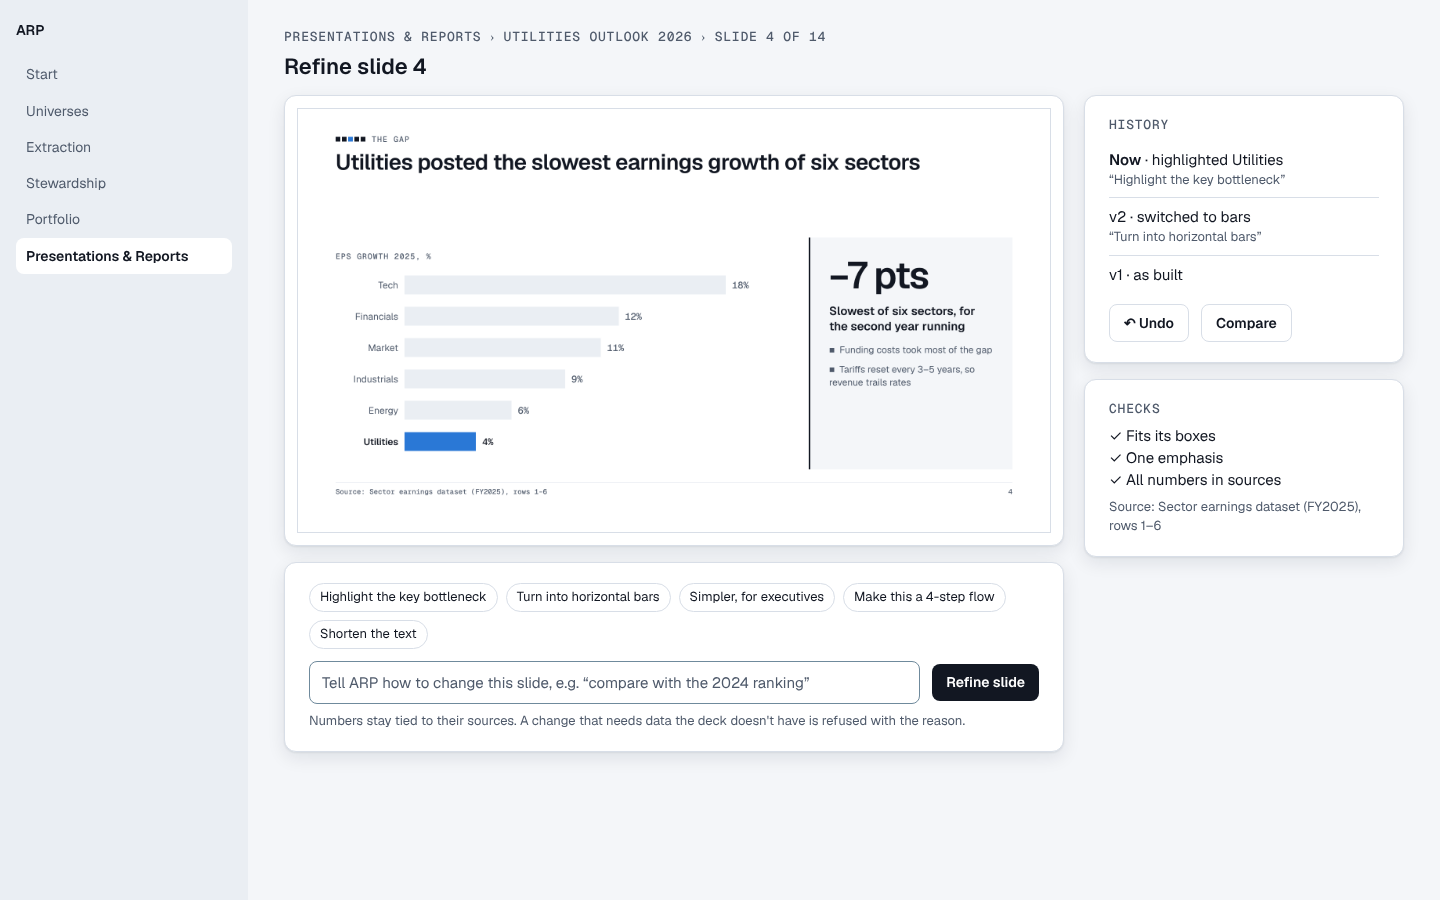 ARP
Start
Universes
Extraction
Stewardship
Portfolio
Presentations & Reports
PRESENTATIONS & REPORTS › UTILITIES OUTLOOK 2026 › SLIDE 4 OF 14
Refine slide 4
THE GAP
Utilities posted the slowest earnings growth of six sectors
EPS GROWTH 2025, %
Tech 18%
Financials 12%
Market 11%
Industrials 9%
Energy 6%
Utilities 4%
−7 pts
Slowest of six sectors, for
the second year running
■ Funding costs took most of the gap
■ Tariffs reset every 3–5 years, so
revenue trails rates
Source: Sector earnings dataset (FY2025), rows 1–6
4
Highlight the key bottleneck
Turn into horizontal bars
Simpler, for executives
Make this a 4-step flow
Shorten the text
Tell ARP how to change this slide, e.g. “compare with the 2024 ranking”
Refine slide
Numbers stay tied to their sources. A change that needs data the deck doesn't have is refused with the reason.
HISTORY
Now · highlighted Utilities
“Highlight the key bottleneck”
v2 · switched to bars
“Turn into horizontal bars”
v1 · as built
↶ Undo
Compare
CHECKS
✓ Fits its boxes
✓ One emphasis
✓ All numbers in sources
Source: Sector earnings dataset (FY2025),
rows 1–6